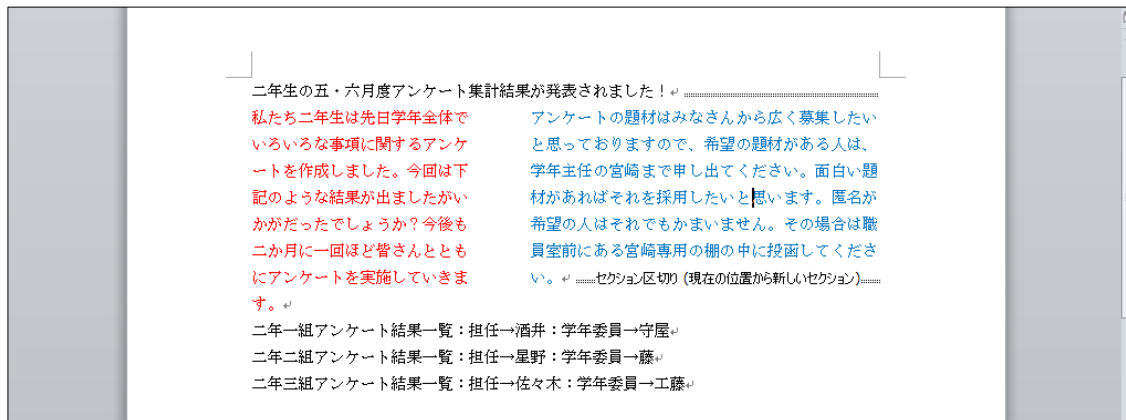 二年生の五・六月度アンケート集計結果が発表されました！
私たち二年生は先日学年全体で
いろいろな事項に関するアンケ
ートを作成しました。今回は下
記のような結果が出ましたがい
かがだったでしょうか？今後も
二か月に一回ほど皆さんととも
にアンケートを実施していきま
す。
アンケートの題材はみなさんから広く募集したい
と思っておりますので、希望の題材がある人は、
学年主任の宮崎まで申し出てください。面白い題
材があればそれを採用したいと思います。匿名が
希望の人はそれでもかまいません。その場合は職
員室前にある宮崎専用の棚の中に投函してくださ
い。 セクション区切り (現在の位置から新しいセクション)
二年一組アンケート結果一覧：担任→酒井：学年委員→守屋
二年二組アンケート結果一覧：担任→星野：学年委員→藤
二年三組アンケート結果一覧：担任→佐々木：学年委員→工藤